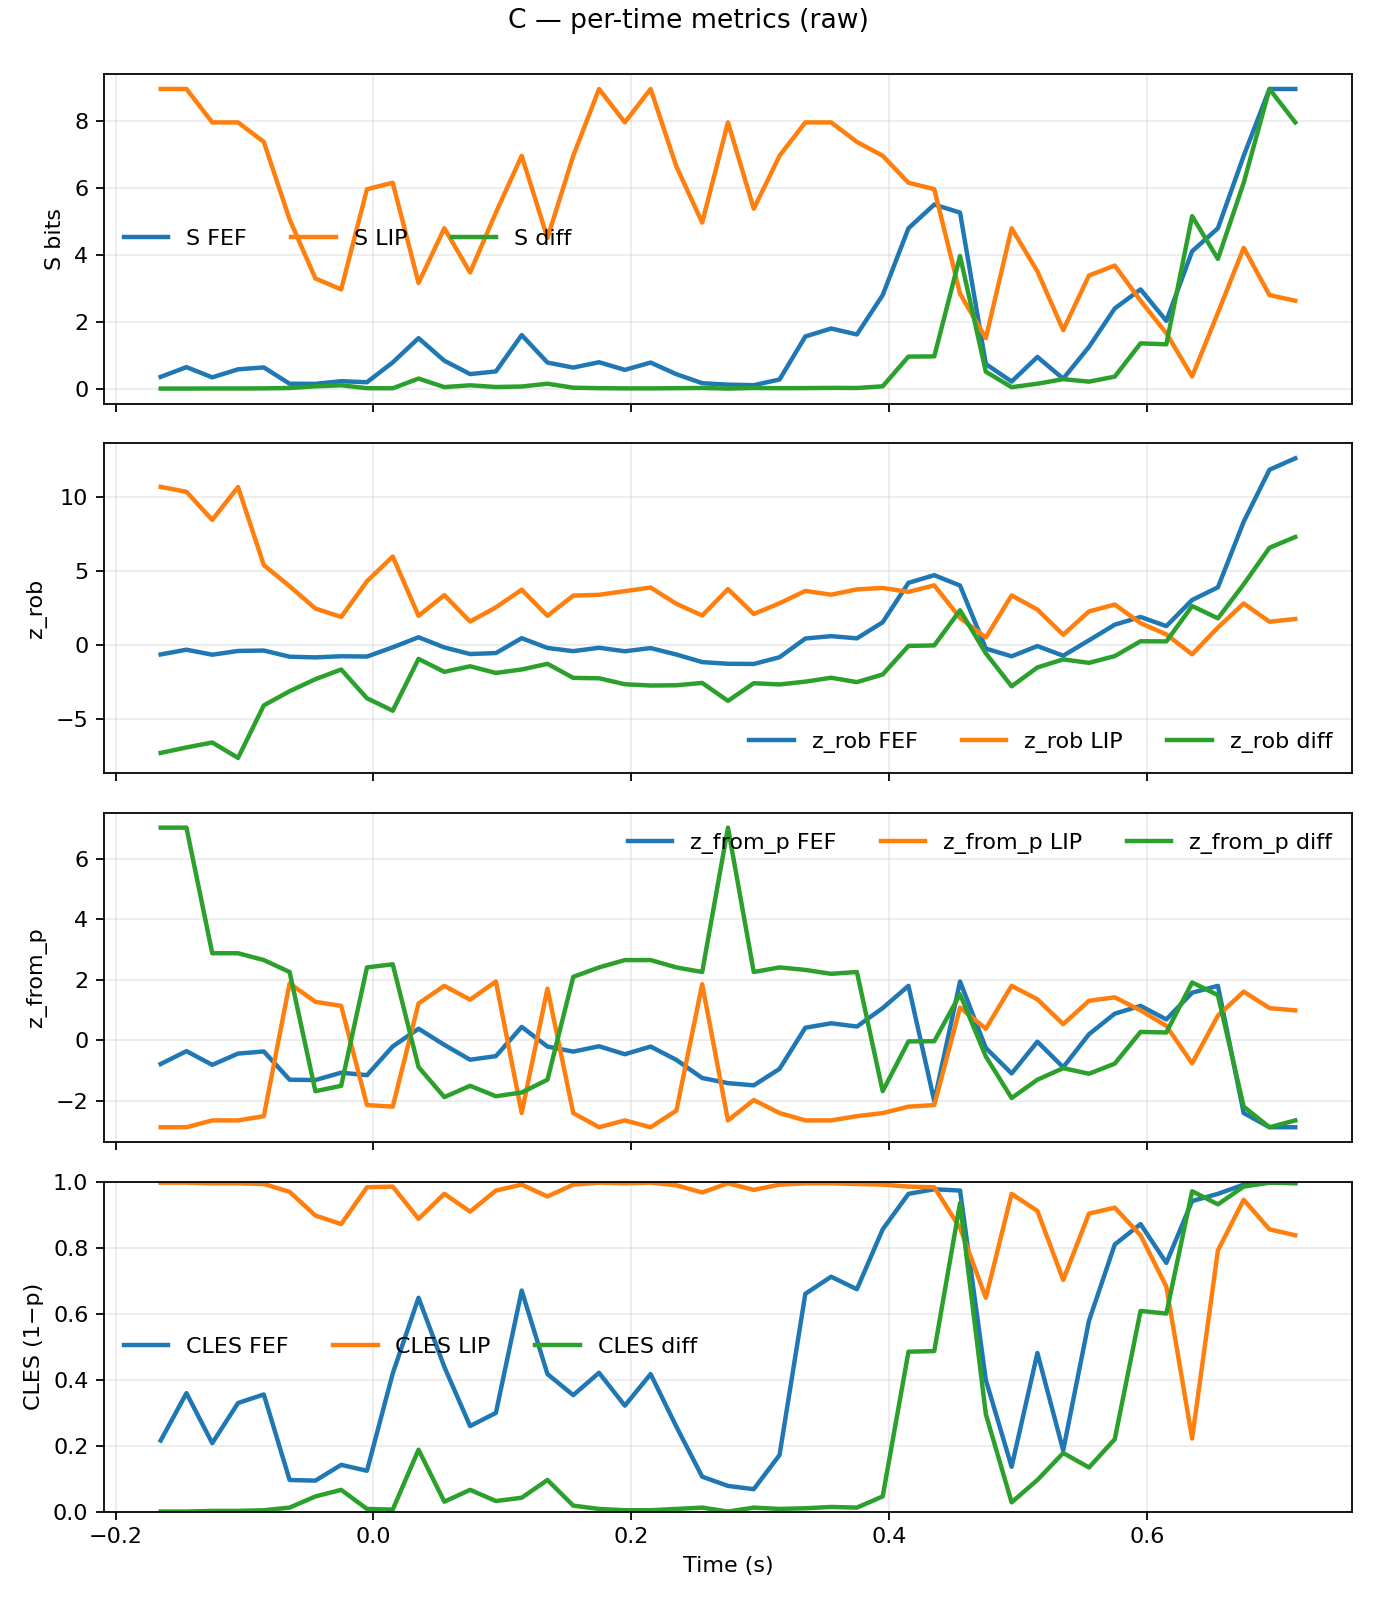 C — per-time metrics (raw)
S bits
8
6
4
2
0
S FEF S LIP S diff
z_rob
10
5
0
−5
z_rob FEF z_rob LIP z_rob diff
z_from_p
6
4
2
0
−2
z_from_p FEF z_from_p LIP z_from_p diff
CLES (1−p)
1.0
0.8
0.6
0.4
0.2
0.0
CLES FEF CLES LIP CLES diff
−0.2 0.0 0.2 0.4 0.6
Time (s)